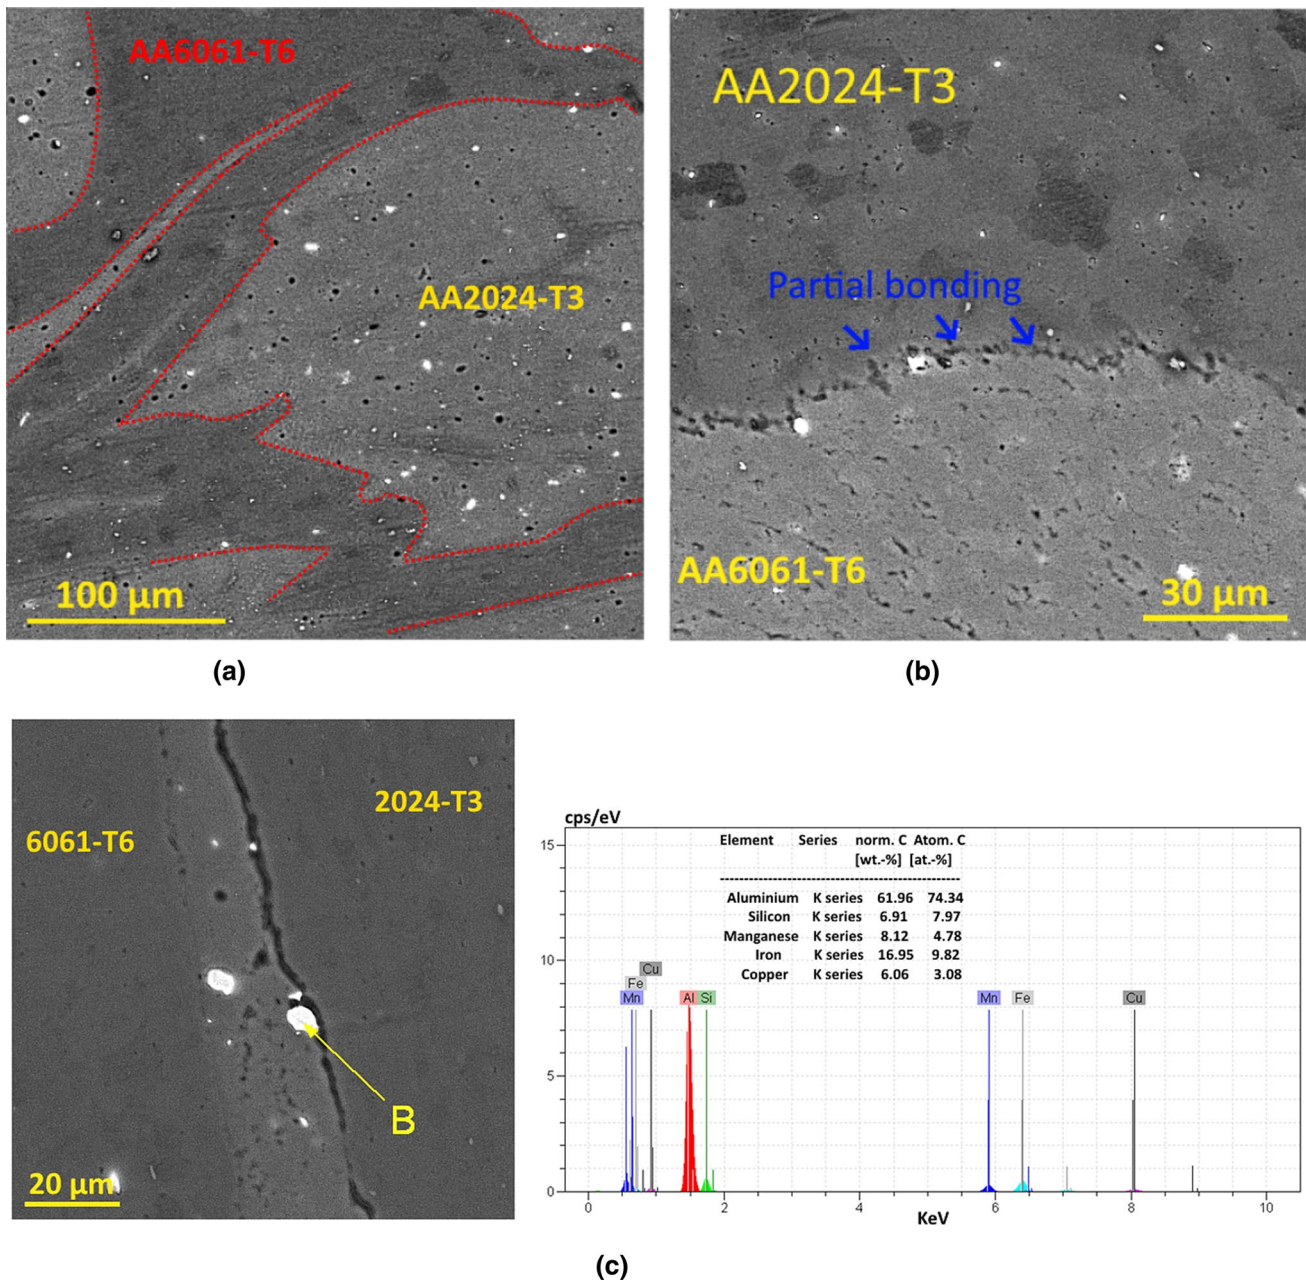 AA6061-T6
AA2024-T3
100 μm
(a)
AA2024-T3
Partial bonding
AA6061-T6
30 μm
(b)
6061-T6
2024-T3
B
20 μm
cps/eV
Element Series norm. C Atom. C
[wt.-%] [at.-%]
Aluminium K series 61.96 74.34
Silicon K series 6.91 7.97
Manganese K series 8.12 4.78
Iron K series 16.95 9.82
Copper K series 6.06 3.08
15
10
5
0
Cu
Fe
Mn Al Si Mn Fe Cu
0 2 4 6 8 10
KeV
(c)